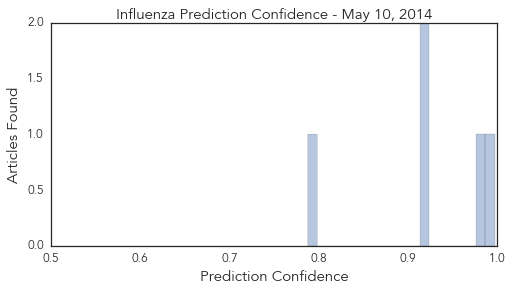 Influenza Prediction Confidence - May 10, 2014
Articles Found
2.0
1.5
1.0
0.5
0.0
0.5 0.6 0.7 0.8 0.9 1.0
Prediction Confidence